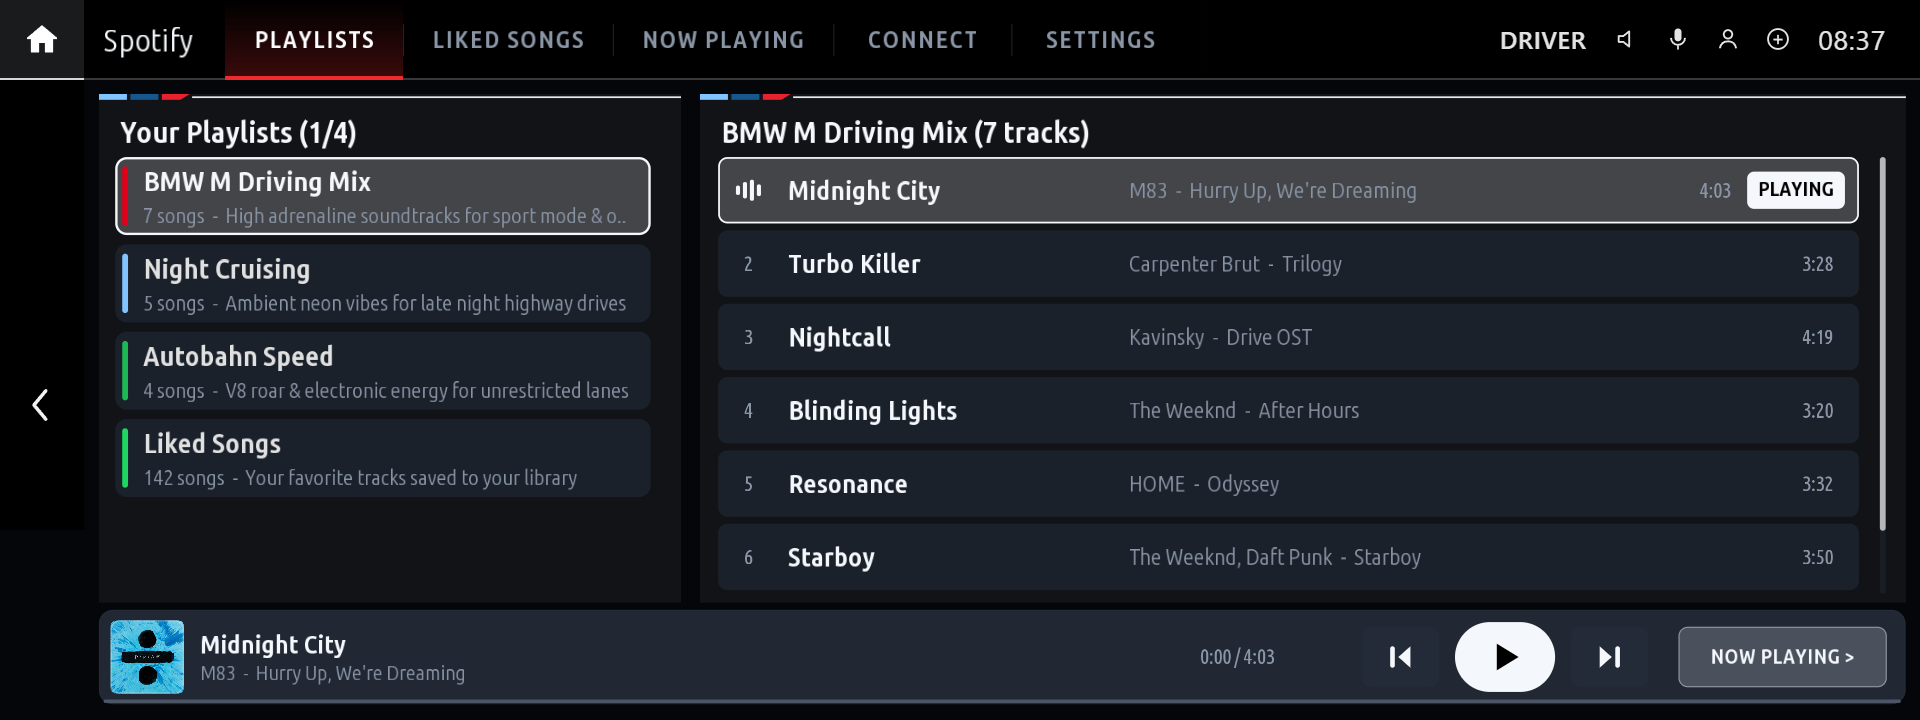 Spotify
PLAYLISTS
LIKED SONGS
NOW PLAYING
CONNECT
SETTINGS
DRIVER
08:37
Your Playlists (1/4)
BMW M Driving Mix
7 songs - High adrenaline soundtracks for sport mode & o..
Night Cruising
5 songs - Ambient neon vibes for late night highway drives
Autobahn Speed
4 songs - V8 roar & electronic energy for unrestricted lanes
Liked Songs
142 songs - Your favorite tracks saved to your library
BMW M Driving Mix (7 tracks)
Midnight City M83 - Hurry Up, We're Dreaming 4:03 PLAYING
2 Turbo Killer Carpenter Brut - Trilogy 3:28
3 Nightcall Kavinsky - Drive OST 4:19
4 Blinding Lights The Weeknd - After Hours 3:20
5 Resonance HOME - Odyssey 3:32
6 Starboy The Weeknd, Daft Punk - Starboy 3:50
Midnight City
M83 - Hurry Up, We're Dreaming
0:00 / 4:03
NOW PLAYING >